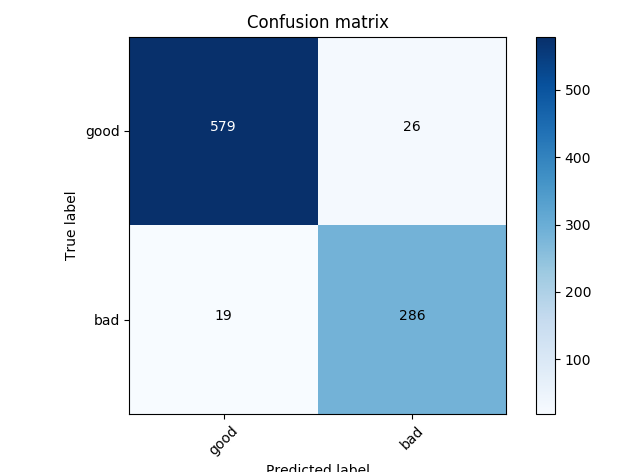 Confusion matrix
good
579
26
500
400
300
200
100
True label
bad
19
286
good
bad
Predicted label